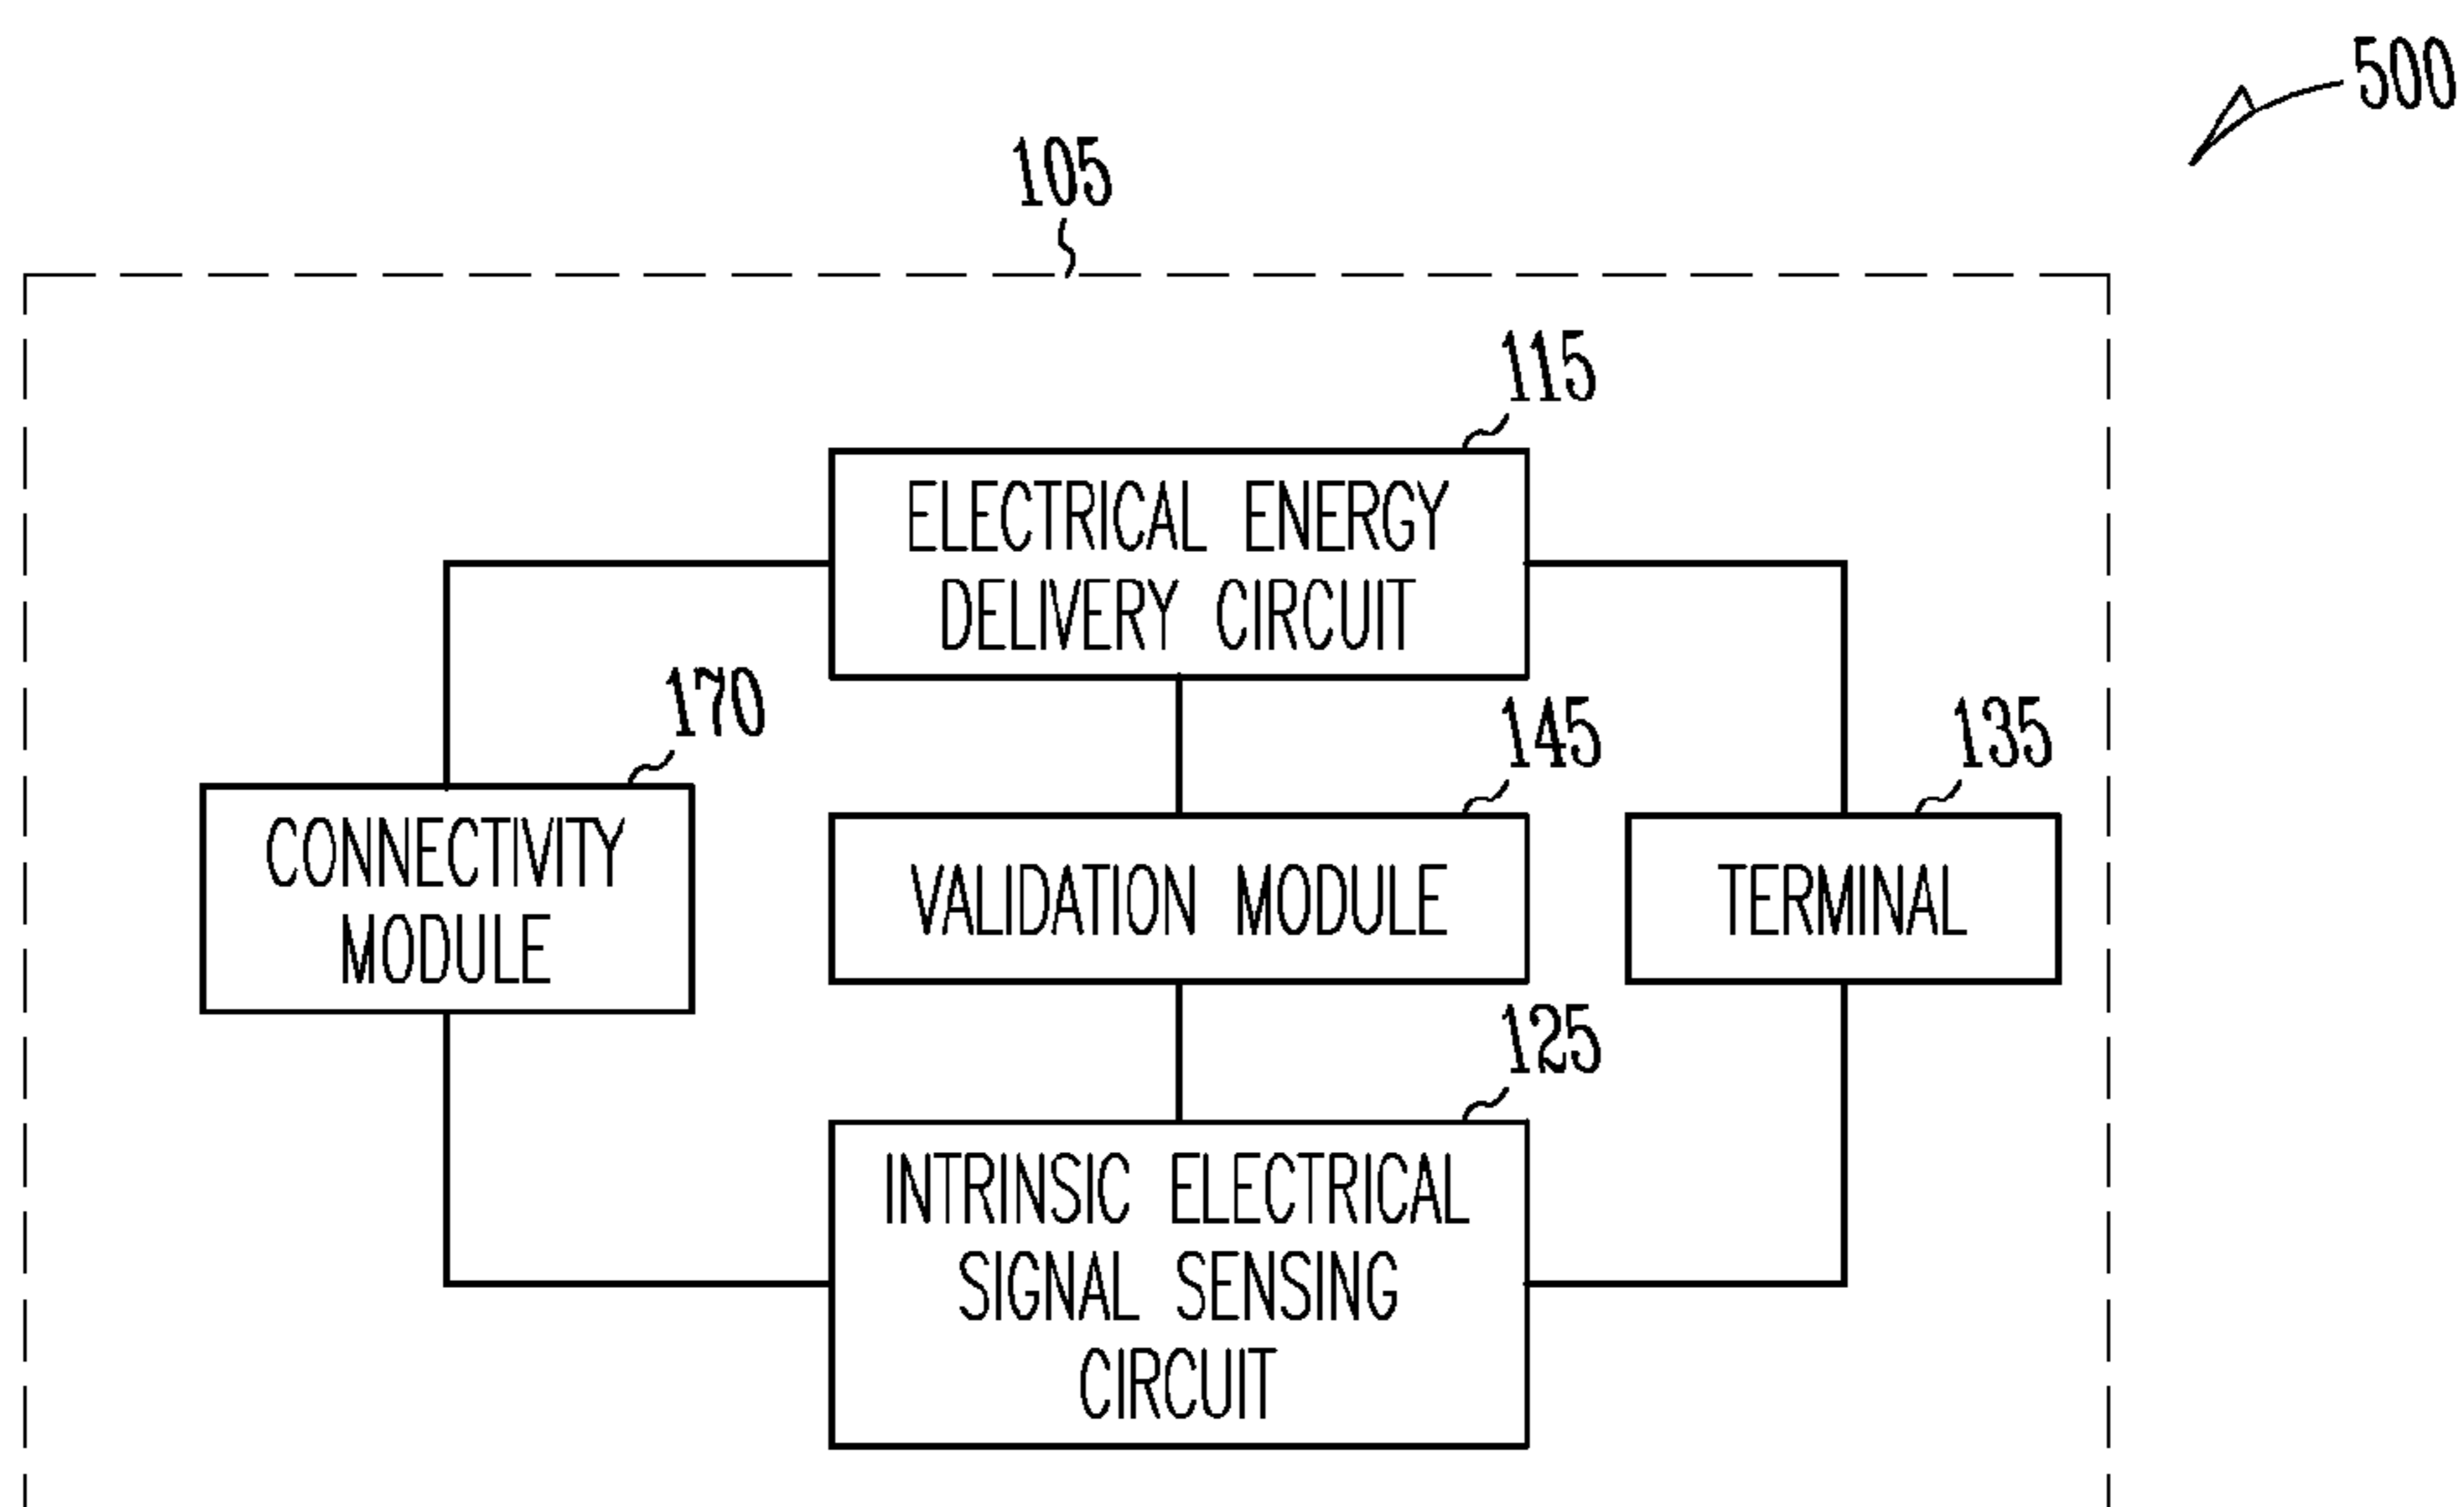 500
105
115
ELECTRICAL ENERGY
DELIVERY CIRCUIT
170
145
135
CONNECTIVITY
MODULE
VALIDATION MODULE
TERMINAL
125
INTRINSIC ELECTRICAL
SIGNAL SENSING
CIRCUIT